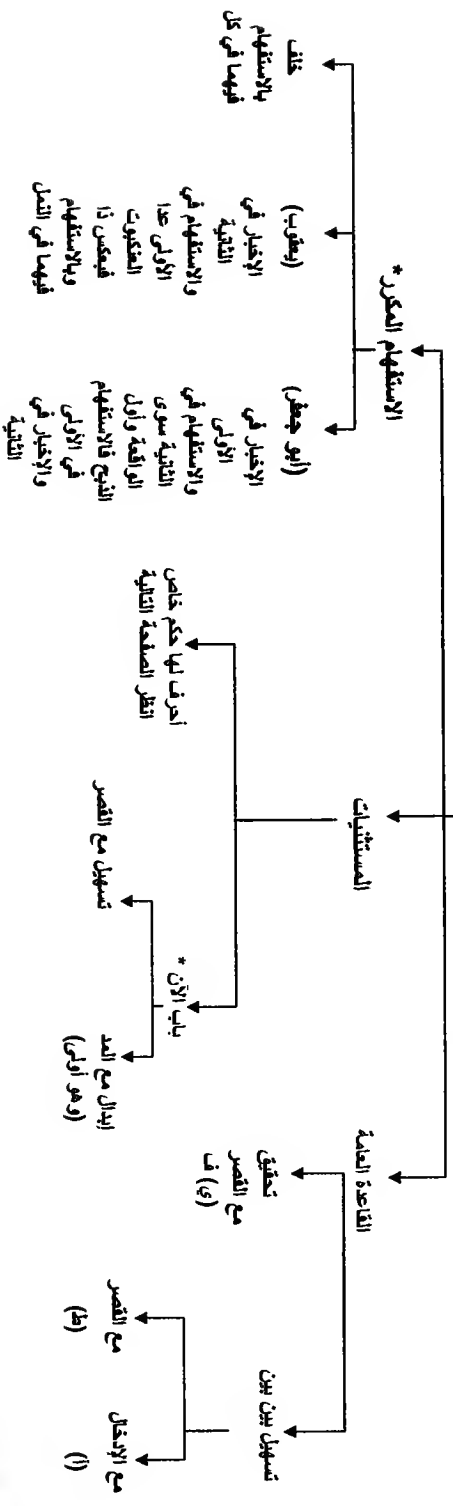 القاعدة العامة
تحقيق
مع القصر
(ي) ف
تسهيل بين بين
مع الإدخال
(أ)
مع القصر
(ط)
المستثنيات
باب الآن *
إبدال مع المد
(وهو أولى)
تسهيل مع القصر
أحرف لها حكم خاص
انظر الصفحة التالية
الاستفهام المكرر *
(أبو جعفر)
الإخبار في
الأولى
والاستفهام في
الثانية سوى
الواقعة وأول
الذبح فالاستفهام
في الأولى
والإخبار في
الثانية
(يعقوب)
الإخبار في
الثانية
والاستفهام في
الأولى عدا
العنكبوت
فبعكس ذا
وبالاستفهام
فيهما في النمل
خلف
بالاستفهام
فيهما في كل